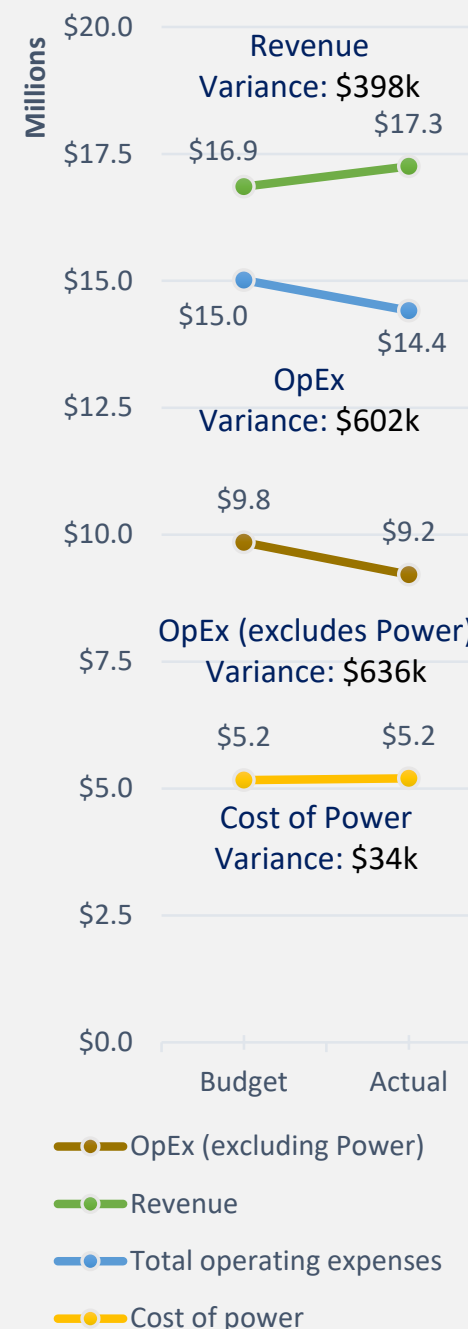 Millions
$20.0
Revenue
Variance: $398k
$17.3
$17.5
$16.9
$15.0
$15.0
$14.4
OpEx
$12.5
Variance: $602k
$9.8
$10.0
$9.2
OpEx (excludes Power)
$7.5
Variance: $636k
$5.2
$5.2
$5.0
Cost of Power
Variance: $34k
$2.5
$0.0
Budget Actual
OpEx (excluding Power)
Revenue
Total operating expenses
Cost of power